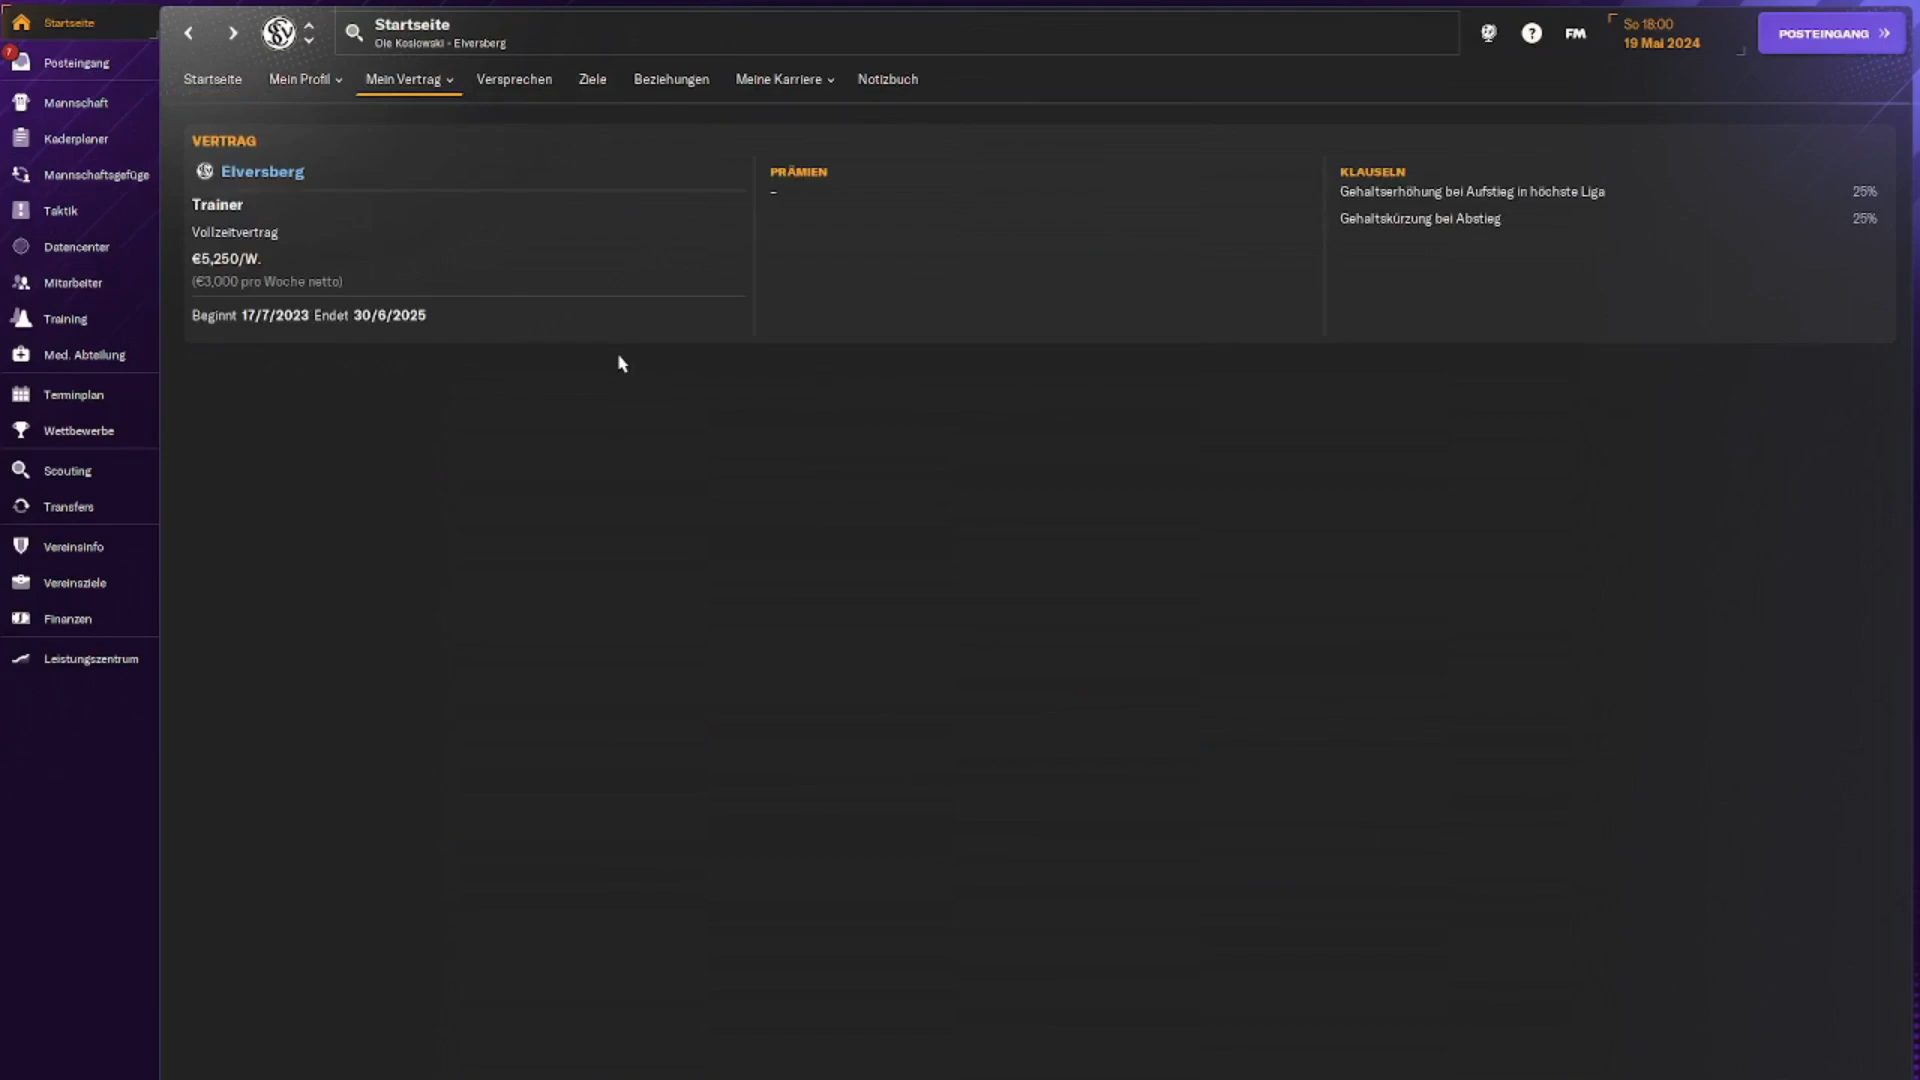 Startseite
7
Posteingang
Mannschaft
Kaderplaner
Mannschaftsgefüge
Taktik
Datencenter
Mitarbeiter
Training
Med. Abteilung
Terminplan
Wettbewerbe
Scouting
Transfers
Vereinsinfo
Vereinsziele
Finanzen
Leistungszentrum
Startseite
Ole Koslowski - Elversberg
?
FM
So 18:00
19 Mai 2024
POSTEINGANG
Startseite Mein Profil Mein Vertrag Versprechen Ziele Beziehungen Meine Karriere Notizbuch
VERTRAG
Elversberg
Trainer
Vollzeitvertrag
€5,250/W.
(€3,000 pro Woche netto)
Beginnt 17/7/2023 Endet 30/6/2025
PRÄMIEN
-
KLAUSELN
Gehaltserhöhung bei Aufstieg in höchste Liga 25%
Gehaltskürzung bei Abstieg 25%